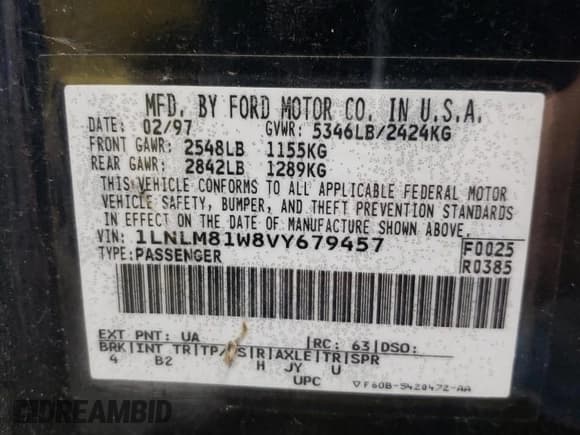 MFD. BY FORD MOTOR CO. IN U.S.A.
DATE: 02/97 GVWR: 5346LB/2424KG
FRONT GAWR: 2548LB 1155KG
REAR GAWR: 2842LB 1289KG
THIS VEHICLE CONFORMS TO ALL APPLICABLE FEDERAL MOTOR
VEHICLE SAFETY, BUMPER, AND THEFT PREVENTION STANDARDS
IN EFFECT ON THE DATE OF MANUFACTURE SHOWN ABOVE.
VIN: 1LNLM81W8VY679457 F0025
TYPE: PASSENGER R0385
EXT PNT: UA |RC: 63|DSO:
BRK|INT TR|TP/ S|R|AXLE|TR|SPR
4 B2 H JY U
UPC ▽F60B-5420472-AA
IDREAMBID